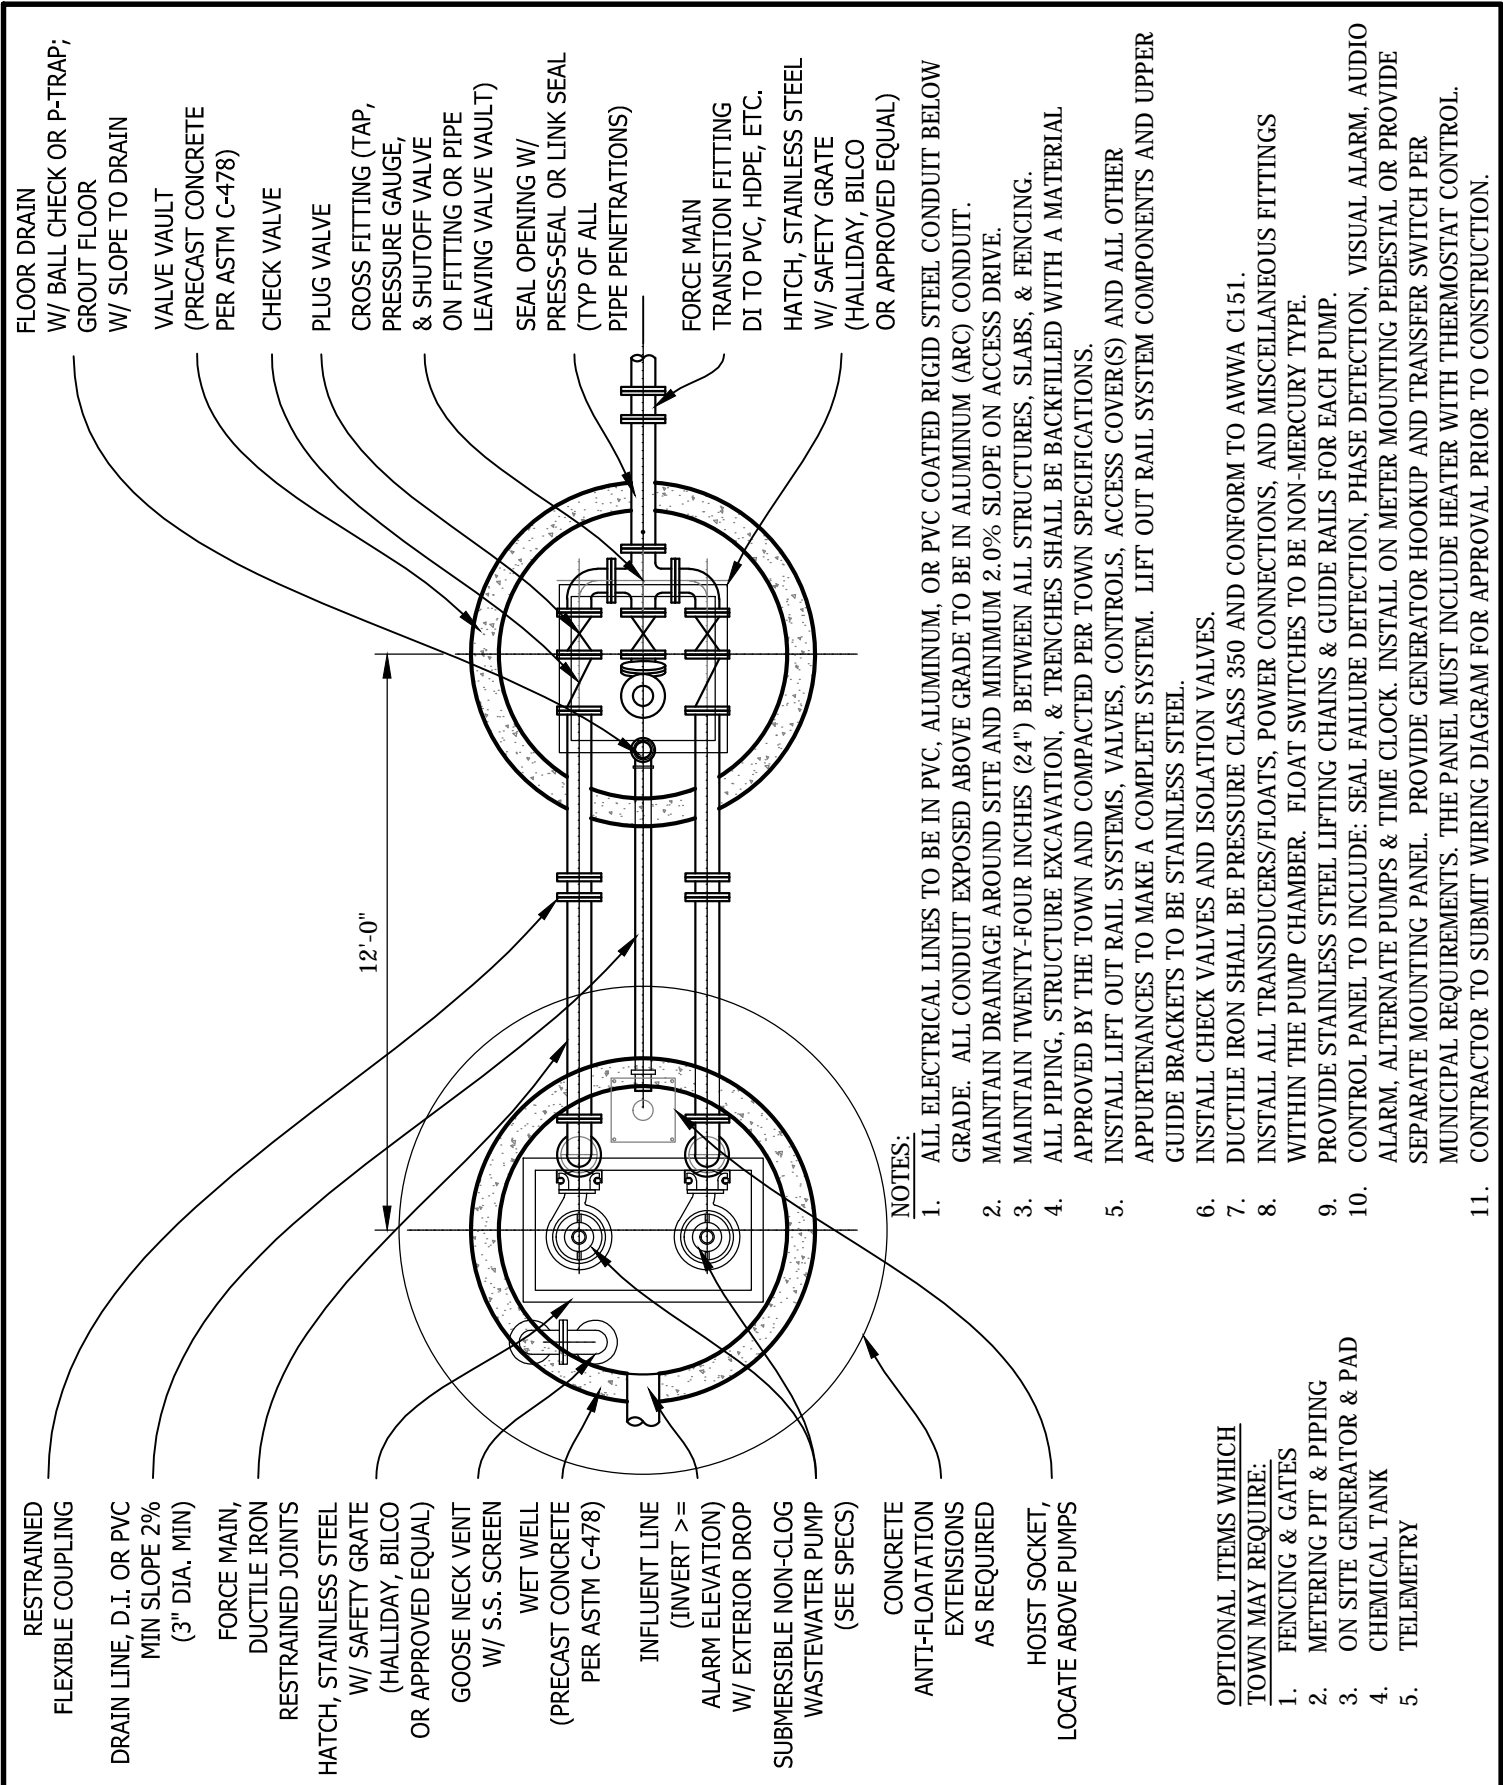 RESTRAINED
FLEXIBLE COUPLING
DRAIN LINE, D.I. OR PVC
MIN SLOPE 2%
(3" DIA. MIN)
FORCE MAIN,
DUCTILE IRON
RESTRAINED JOINTS
HATCH, STAINLESS STEEL
W/ SAFETY GRATE
(HALLIDAY, BILCO
OR APPROVED EQUAL)
GOOSE NECK VENT
W/ S.S. SCREEN
WET WELL
(PRECAST CONCRETE
PER ASTM C-478)
INFLUENT LINE
(INVERT >=
ALARM ELEVATION)
W/ EXTERIOR DROP
SUBMERSIBLE NON-CLOG
WASTEWATER PUMP
(SEE SPECS)
CONCRETE
ANTI-FLOATATION
EXTENSIONS
AS REQUIRED
HOIST SOCKET,
LOCATE ABOVE PUMPS
12'-0"
FLOOR DRAIN
W/ BALL CHECK OR P-TRAP;
GROUT FLOOR
W/ SLOPE TO DRAIN
VALVE VAULT
(PRECAST CONCRETE
PER ASTM C-478)
CHECK VALVE
PLUG VALVE
CROSS FITTING (TAP,
PRESSURE GAUGE,
& SHUTOFF VALVE
ON FITTING OR PIPE
LEAVING VALVE VAULT)
SEAL OPENING W/
PRESS-SEAL OR LINK SEAL
(TYP OF ALL
PIPE PENETRATIONS)
FORCE MAIN
TRANSITION FITTING
DI TO PVC, HDPE, ETC.
HATCH, STAINLESS STEEL
W/ SAFETY GRATE
(HALLIDAY, BILCO
OR APPROVED EQUAL)
OPTIONAL ITEMS WHICH
TOWN MAY REQUIRE:
1. FENCING & GATES
2. METERING PIT & PIPING
3. ON SITE GENERATOR & PAD
4. CHEMICAL TANK
5. TELEMETRY
NOTES:
1. ALL ELECTRICAL LINES TO BE IN PVC, ALUMINUM, OR PVC COATED RIGID STEEL CONDUIT BELOW
GRADE. ALL CONDUIT EXPOSED ABOVE GRADE TO BE IN ALUMINUM (ARC) CONDUIT.
2. MAINTAIN DRAINAGE AROUND SITE AND MINIMUM 2.0% SLOPE ON ACCESS DRIVE.
3. MAINTAIN TWENTY-FOUR INCHES (24") BETWEEN ALL STRUCTURES, SLABS, & FENCING.
4. ALL PIPING, STRUCTURE EXCAVATION, & TRENCHES SHALL BE BACKFILLED WITH A MATERIAL
APPROVED BY THE TOWN AND COMPACTED PER TOWN SPECIFICATIONS.
5. INSTALL LIFT OUT RAIL SYSTEMS, VALVES, CONTROLS, ACCESS COVER(S) AND ALL OTHER
APPURTENANCES TO MAKE A COMPLETE SYSTEM. LIFT OUT RAIL SYSTEM COMPONENTS AND UPPER
GUIDE BRACKETS TO BE STAINLESS STEEL.
6. INSTALL CHECK VALVES AND ISOLATION VALVES.
7. DUCTILE IRON SHALL BE PRESSURE CLASS 350 AND CONFORM TO AWWA C151.
8. INSTALL ALL TRANSDUCERS/FLOATS, POWER CONNECTIONS, AND MISCELLANEOUS FITTINGS
WITHIN THE PUMP CHAMBER. FLOAT SWITCHES TO BE NON-MERCURY TYPE.
9. PROVIDE STAINLESS STEEL LIFTING CHAINS & GUIDE RAILS FOR EACH PUMP.
10. CONTROL PANEL TO INCLUDE: SEAL FAILURE DETECTION, PHASE DETECTION, VISUAL ALARM, AUDIO
ALARM, ALTERNATE PUMPS & TIME CLOCK. INSTALL ON METER MOUNTING PEDESTAL OR PROVIDE
SEPARATE MOUNTING PANEL. PROVIDE GENERATOR HOOKUP AND TRANSFER SWITCH PER
MUNICIPAL REQUIREMENTS. THE PANEL MUST INCLUDE HEATER WITH THERMOSTAT CONTROL.
11. CONTRACTOR TO SUBMIT WIRING DIAGRAM FOR APPROVAL PRIOR TO CONSTRUCTION.